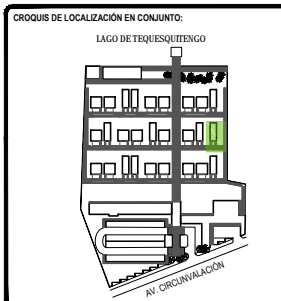 CROQUIS DE LOCALIZACIÓN EN CONJUNTO:
LAGO DE TEQUESQUITENGO
AV. CIRCUNVALACIÓN